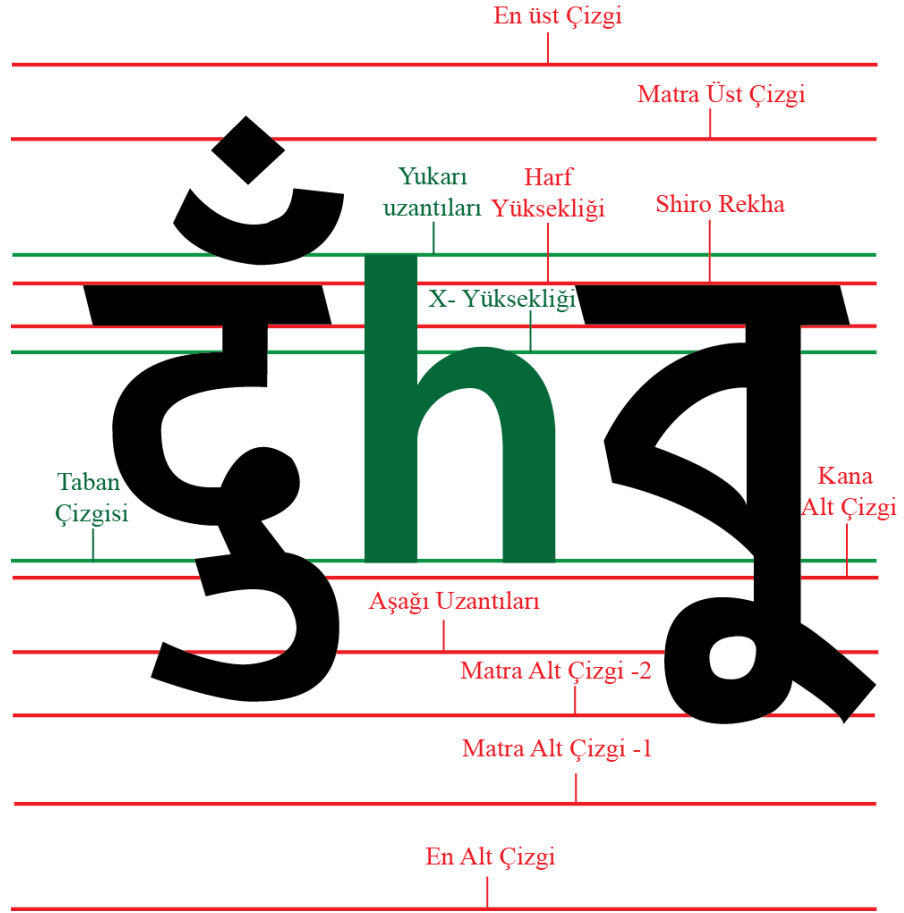 En üst Çizgi
Matra Üst Çizgi
Yukarı
uzantıları
Harf
Yüksekliği
Shiro Rekha
X- Yüksekliği
दुँ h বু
Taban
Çizgisi
Kana
Alt Çizgi
Aşağı Uzantıları
Matra Alt Çizgi -2
Matra Alt Çizgi -1
En Alt Çizgi